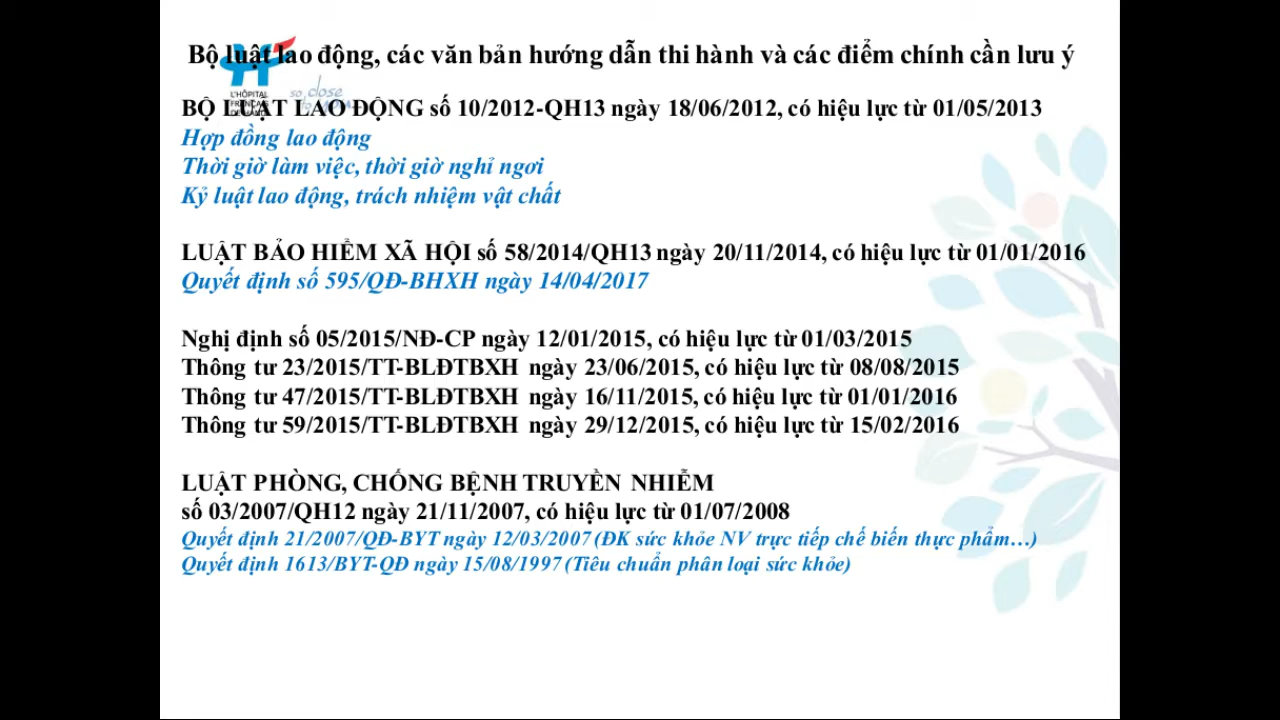 Bộ luật lao động, các văn bản hướng dẫn thi hành và các điểm chính cần lưu ý
so close
L'HÔPITAL
FRANÇAIS
BỘ LUẬT LAO ĐỘNG số 10/2012-QH13 ngày 18/06/2012, có hiệu lực từ 01/05/2013
Hợp đồng lao động
Thời giờ làm việc, thời giờ nghỉ ngơi
Kỷ luật lao động, trách nhiệm vật chất
LUẬT BẢO HIỂM XÃ HỘI số 58/2014/QH13 ngày 20/11/2014, có hiệu lực từ 01/01/2016
Quyết định số 595/QĐ-BHXH ngày 14/04/2017
Nghị định số 05/2015/NĐ-CP ngày 12/01/2015, có hiệu lực từ 01/03/2015
Thông tư 23/2015/TT-BLĐTBXH ngày 23/06/2015, có hiệu lực từ 08/08/2015
Thông tư 47/2015/TT-BLĐTBXH ngày 16/11/2015, có hiệu lực từ 01/01/2016
Thông tư 59/2015/TT-BLĐTBXH ngày 29/12/2015, có hiệu lực từ 15/02/2016
LUẬT PHÒNG, CHỐNG BỆNH TRUYỀN NHIỄM
số 03/2007/QH12 ngày 21/11/2007, có hiệu lực từ 01/07/2008
Quyết định 21/2007/QĐ-BYT ngày 12/03/2007 (ĐK sức khỏe NV trực tiếp chế biến thực phẩm…)
Quyết định 1613/BYT-QĐ ngày 15/08/1997 (Tiêu chuẩn phân loại sức khỏe)